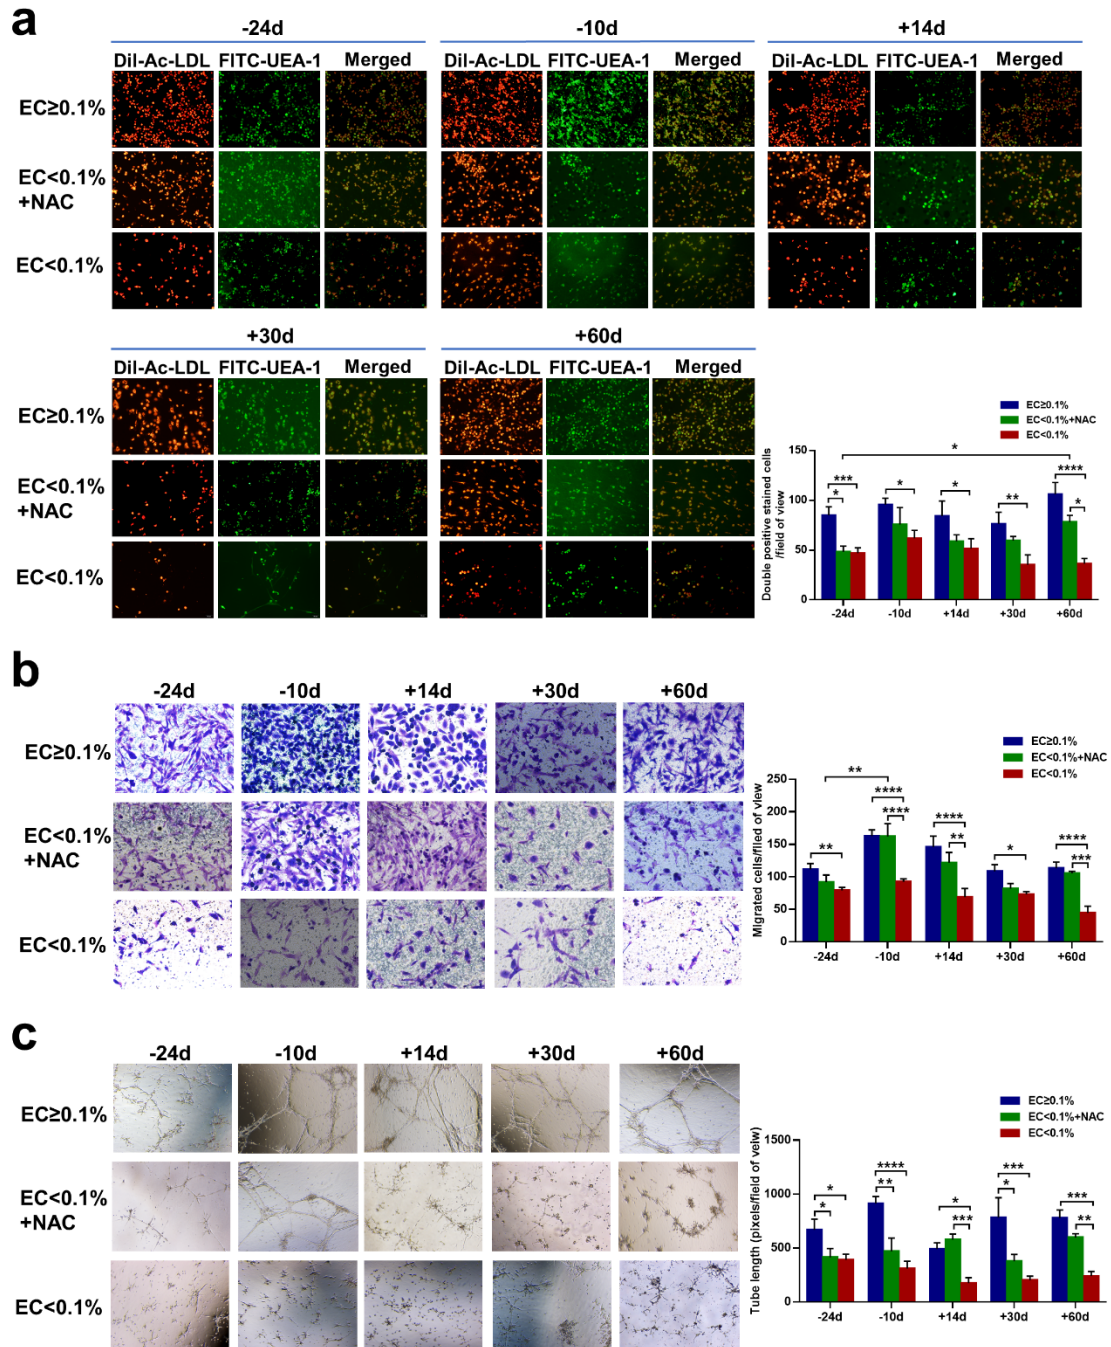 a
-24d
-10d
+14d
Dil-Ac-LDL FITC-UEA-1 Merged
Dil-Ac-LDL FITC-UEA-1 Merged
Dil-Ac-LDL FITC-UEA-1 Merged
EC≥0.1%
EC<0.1%
+NAC
EC<0.1%
+30d
+60d
Dil-Ac-LDL FITC-UEA-1 Merged
Dil-Ac-LDL FITC-UEA-1 Merged
EC≥0.1%
EC<0.1%
+NAC
EC<0.1%
EC≥0.1%
EC<0.1%+NAC
EC<0.1%
Double positive stained cells
/field of view
150
100
50
0
*
***
*
*
*
**
****
*
-24d -10d +14d +30d +60d
b
-24d -10d +14d +30d +60d
EC≥0.1%
EC<0.1%
+NAC
EC<0.1%
EC≥0.1%
EC<0.1%+NAC
EC<0.1%
Migrated cells/flied of view
250
200
150
100
50
0
**
**
****
****
****
**
*
****
***
-24d -10d +14d +30d +60d
c
-24d -10d +14d +30d +60d
EC≥0.1%
EC<0.1%
+NAC
EC<0.1%
EC≥0.1%
EC<0.1%+NAC
EC<0.1%
Tube length (pixels/field of veiw)
1500
1000
500
0
*
*
****
**
*
***
***
*
***
**
-24d -10d +14d +30d +60d